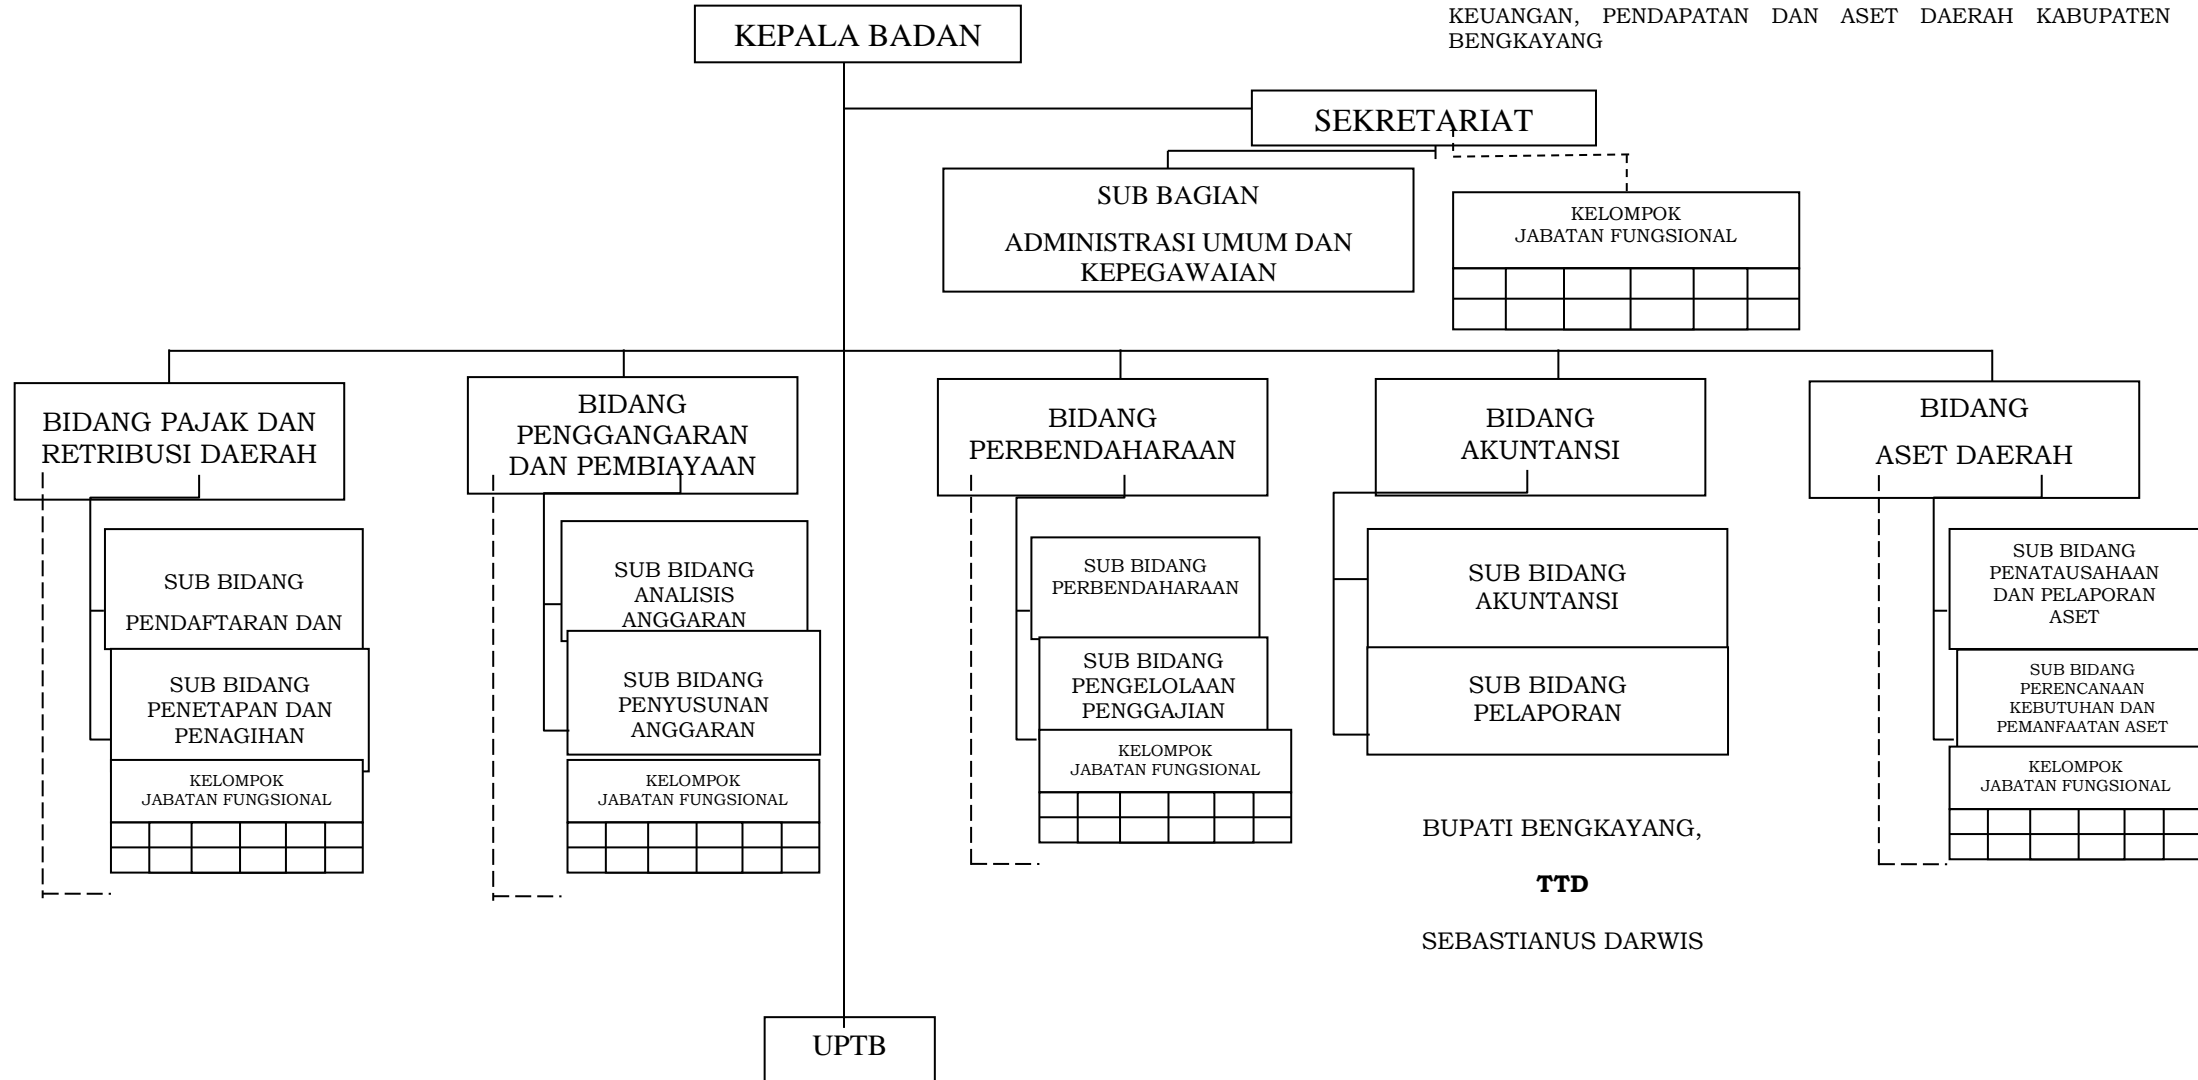 KEUANGAN, PENDAPATAN DAN ASET DAERAH KABUPATEN
BENGKAYANG
KEPALA BADAN
SEKRETARIAT
SUB BAGIAN
ADMINISTRASI UMUM DAN
KEPEGAWAIAN
KELOMPOK
JABATAN FUNGSIONAL
BIDANG PAJAK DAN
RETRIBUSI DAERAH
BIDANG
PENGGANGARAN
DAN PEMBIAYAAN
BIDANG
PERBENDAHARAAN
BIDANG
AKUNTANSI
BIDANG
ASET DAERAH
SUB BIDANG
PENDAFTARAN DAN
SUB BIDANG
PENETAPAN DAN
PENAGIHAN
KELOMPOK
JABATAN FUNGSIONAL
SUB BIDANG
ANALISIS
ANGGARAN
SUB BIDANG
PENYUSUNAN
ANGGARAN
KELOMPOK
JABATAN FUNGSIONAL
SUB BIDANG
PERBENDAHARAAN
SUB BIDANG
PENGELOLAAN
PENGGAJIAN
KELOMPOK
JABATAN FUNGSIONAL
SUB BIDANG
AKUNTANSI
SUB BIDANG
PELAPORAN
SUB BIDANG
PENATAUSAHAAN
DAN PELAPORAN
ASET
SUB BIDANG
PERENCANAAN
KEBUTUHAN DAN
PEMANFAATAN ASET
KELOMPOK
JABATAN FUNGSIONAL
BUPATI BENGKAYANG,
TTD
SEBASTIANUS DARWIS
UPTB